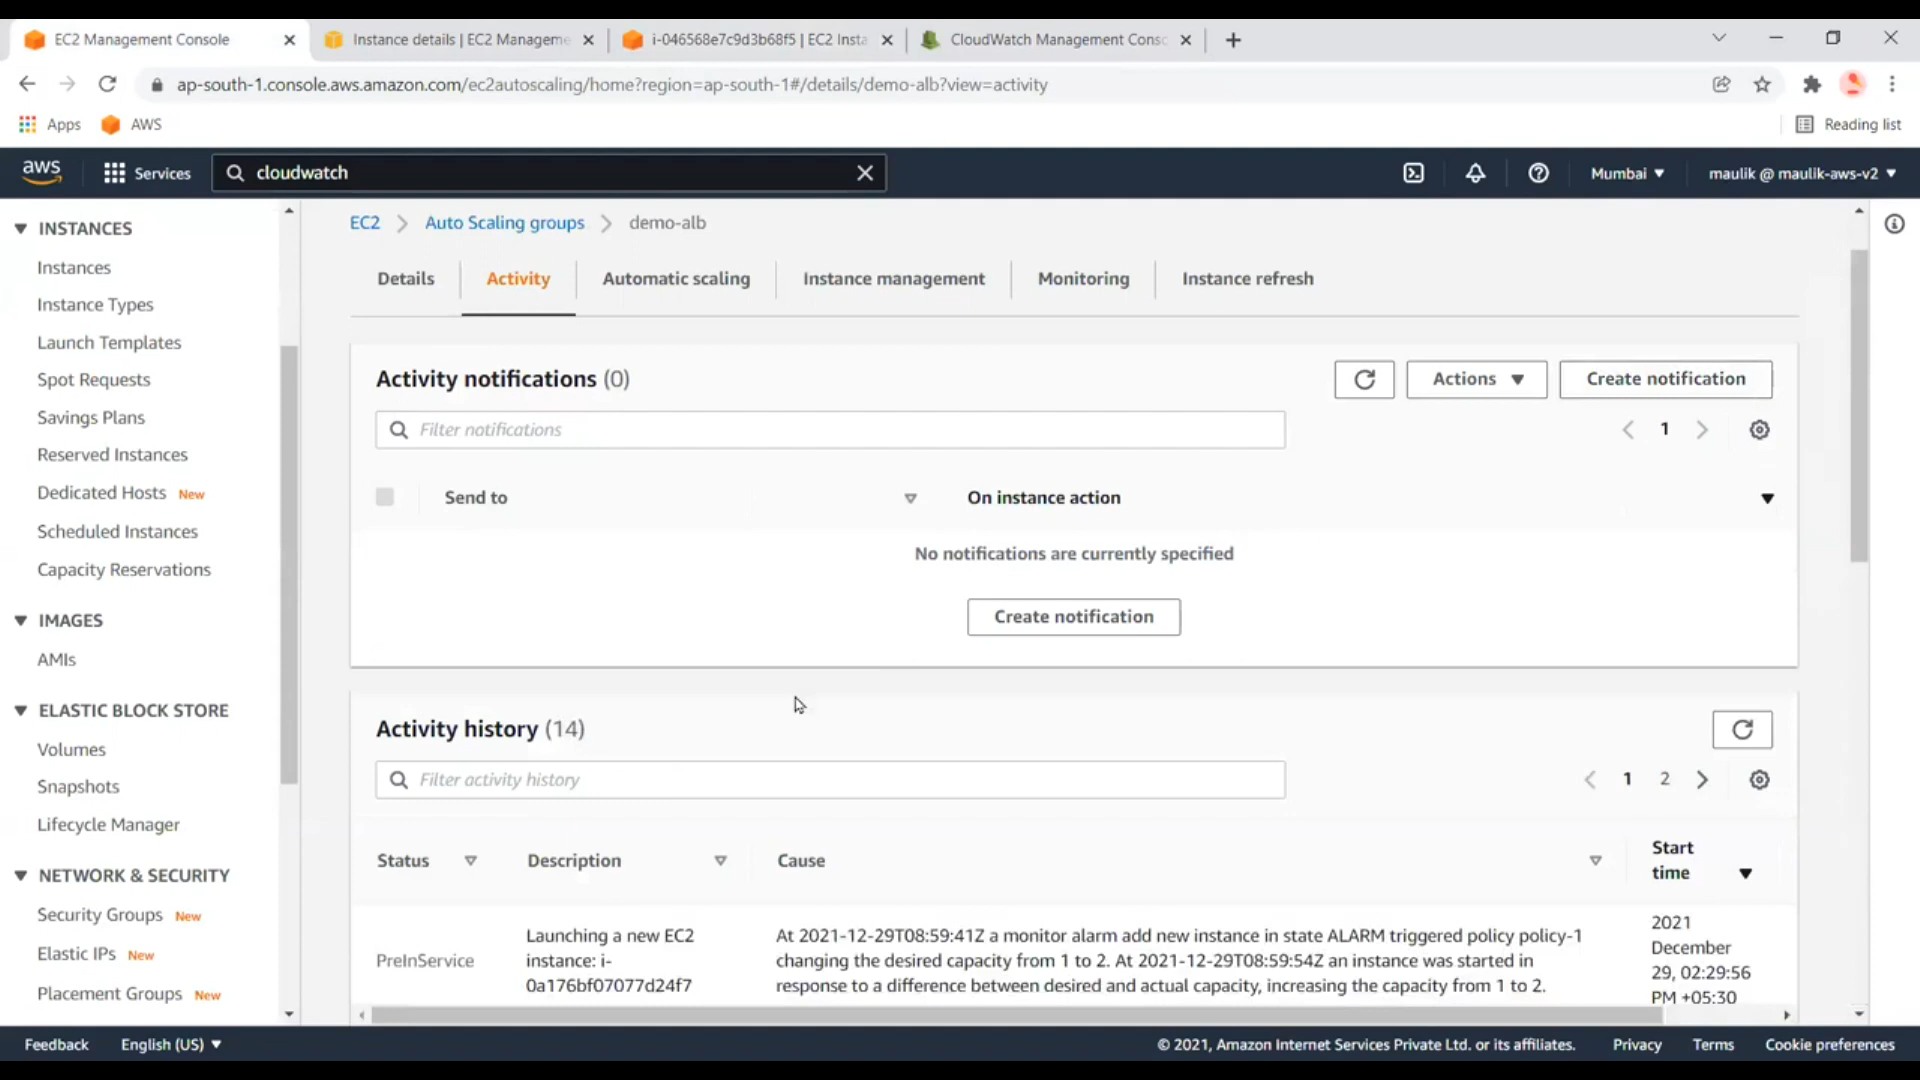 EC2 Management Console
Instance details | EC2 Manageme
i-046568e7c9d3b68f5 | EC2 Insta
CloudWatch Management Consc
ap-south-1.console.aws.amazon.com/ec2autoscaling/home?region=ap-south-1#/details/demo-alb?view=activity
Apps
AWS
Reading list
aws
Services
cloudwatch
Mumbai
maulik @ maulik-aws-v2
INSTANCES
Instances
Instance Types
Launch Templates
Spot Requests
Savings Plans
Reserved Instances
Dedicated Hosts New
Scheduled Instances
Capacity Reservations
IMAGES
AMIs
ELASTIC BLOCK STORE
Volumes
Snapshots
Lifecycle Manager
NETWORK & SECURITY
Security Groups New
Elastic IPs New
Placement Groups New
EC2 > Auto Scaling groups > demo-alb
Details
Activity
Automatic scaling
Instance management
Monitoring
Instance refresh
Activity notifications (0)
Actions
Create notification
Filter notifications
1
Send to
On instance action
No notifications are currently specified
Create notification
Activity history (14)
Filter activity history
1 2
Status
Description
Cause
Start
time
PreInService
Launching a new EC2
instance: i-
0a176bf07077d24f7
At 2021-12-29T08:59:41Z a monitor alarm add new instance in state ALARM triggered policy policy-1
changing the desired capacity from 1 to 2. At 2021-12-29T08:59:54Z an instance was started in
response to a difference between desired and actual capacity, increasing the capacity from 1 to 2.
2021
December
29, 02:29:56
PM +05:30
Feedback
English (US)
© 2021, Amazon Internet Services Private Ltd. or its affiliates.
Privacy
Terms
Cookie preferences